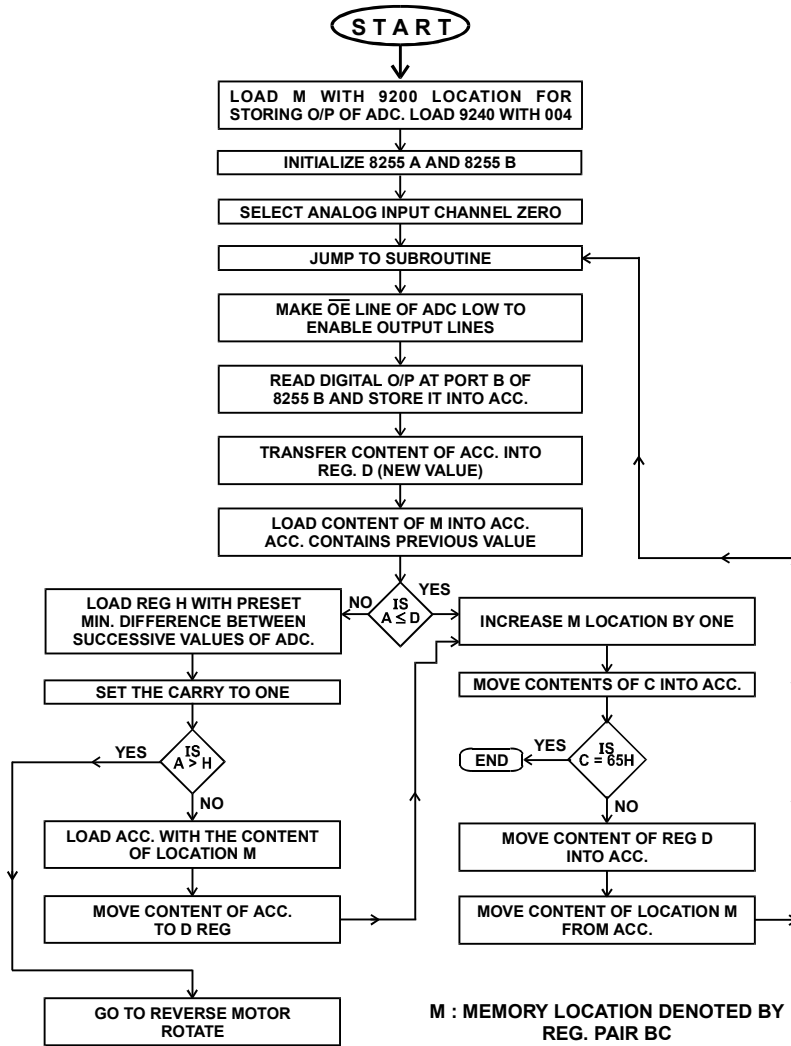 START
LOAD M WITH 9200 LOCATION FOR
STORING O/P OF ADC. LOAD 9240 WITH 004
INITIALIZE 8255 A AND 8255 B
SELECT ANALOG INPUT CHANNEL ZERO
JUMP TO SUBROUTINE
MAKE O̅E̅ LINE OF ADC LOW TO
ENABLE OUTPUT LINES
READ DIGITAL O/P AT PORT B OF
8255 B AND STORE IT INTO ACC.
TRANSFER CONTENT OF ACC. INTO
REG. D (NEW VALUE)
LOAD CONTENT OF M INTO ACC.
ACC. CONTAINS PREVIOUS VALUE
IS
A ≤ D
NO
YES
LOAD REG H WITH PRESET
MIN. DIFFERENCE BETWEEN
SUCCESSIVE VALUES OF ADC.
SET THE CARRY TO ONE
IS
A > H
YES
NO
LOAD ACC. WITH THE CONTENT
OF LOCATION M
MOVE CONTENT OF ACC.
TO D REG
GO TO REVERSE MOTOR
ROTATE
INCREASE M LOCATION BY ONE
MOVE CONTENTS OF C INTO ACC.
IS
C = 65H
YES
END
NO
MOVE CONTENT OF REG D
INTO ACC.
MOVE CONTENT OF LOCATION M
FROM ACC.
M : MEMORY LOCATION DENOTED BY
REG. PAIR BC